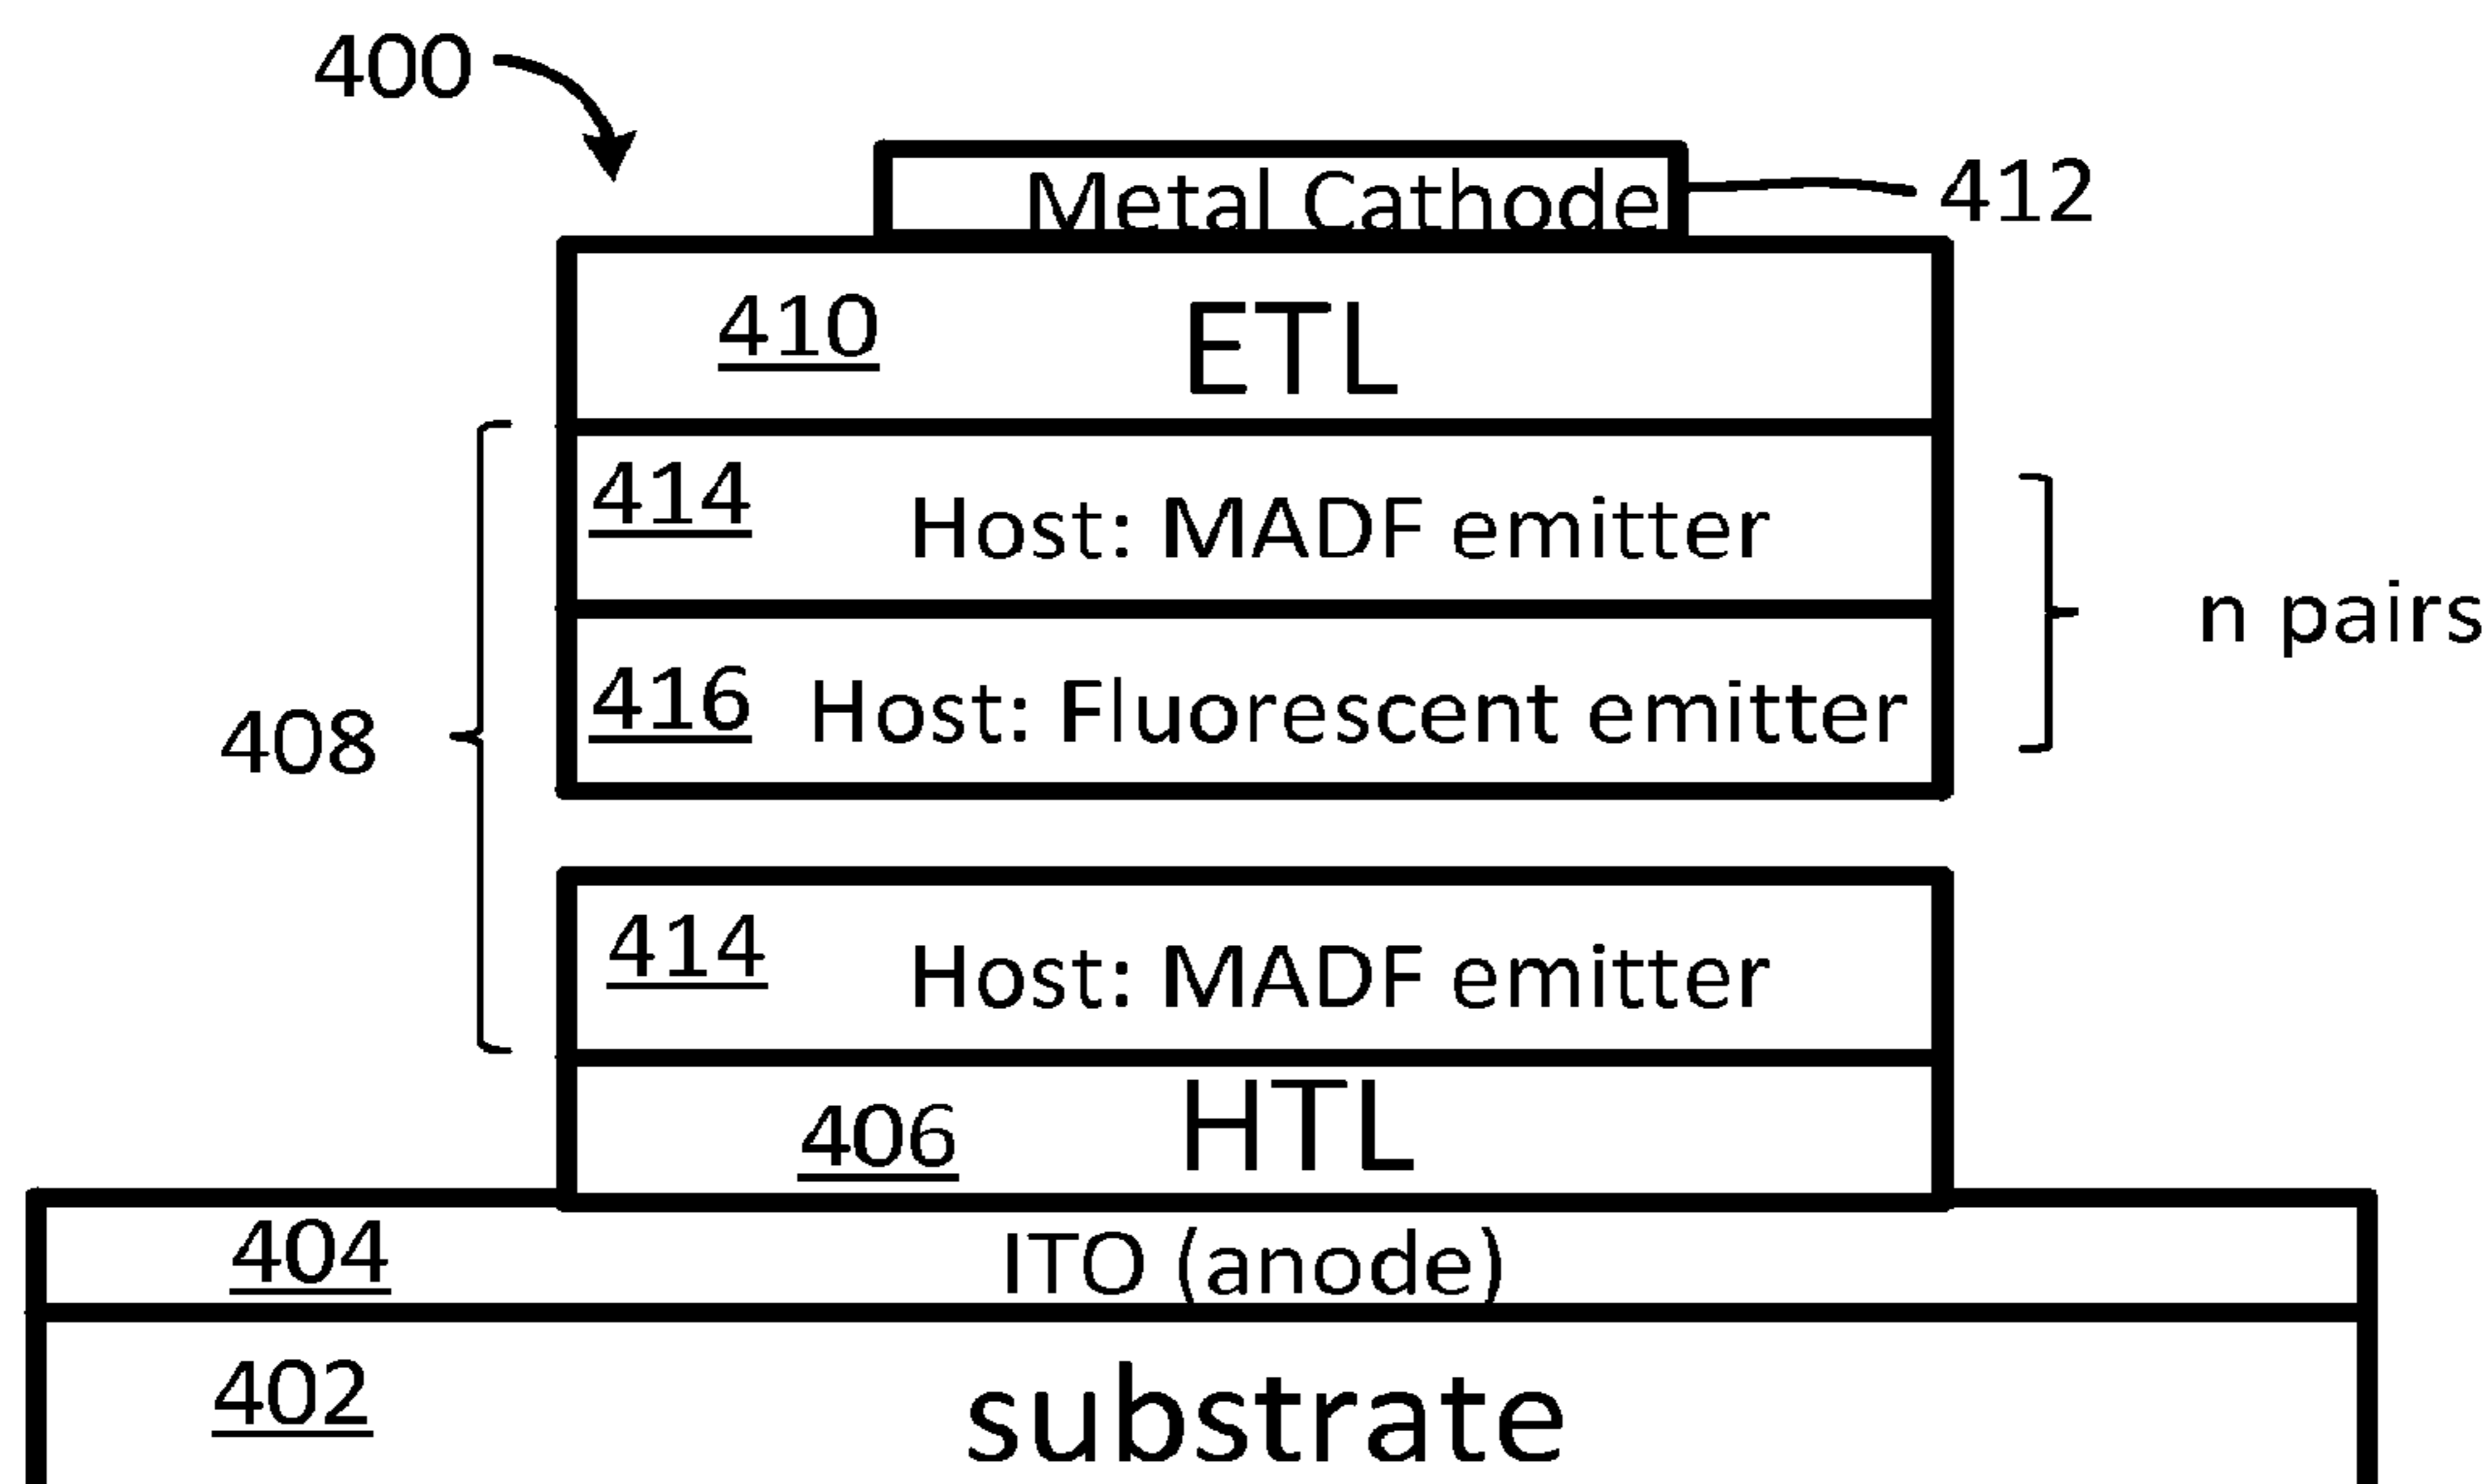 400
Metal Cathode
412
410 ETL
414 Host: MADF emitter
n pairs
416 Host: Fluorescent emitter
408
414 Host: MADF emitter
406 HTL
404 ITO (anode)
402 substrate